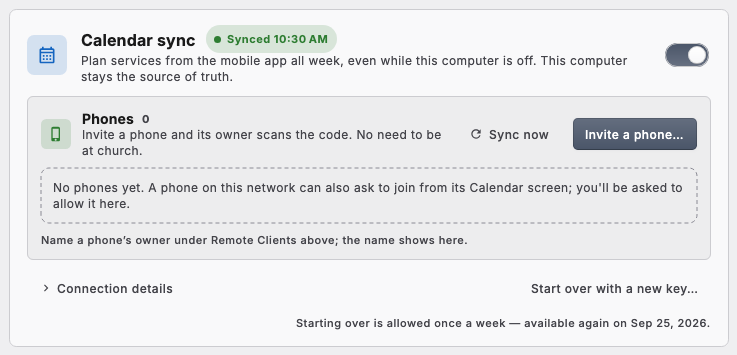 Calendar sync
Synced 10:30 AM
Plan services from the mobile app all week, even while this computer is off. This computer
stays the source of truth.
Phones 0
Invite a phone and its owner scans the code. No need to be
at church.
Sync now
Invite a phone...
No phones yet. A phone on this network can also ask to join from its Calendar screen; you'll be asked to
allow it here.
Name a phone's owner under Remote Clients above; the name shows here.
Connection details
Start over with a new key...
Starting over is allowed once a week — available again on Sep 25, 2026.